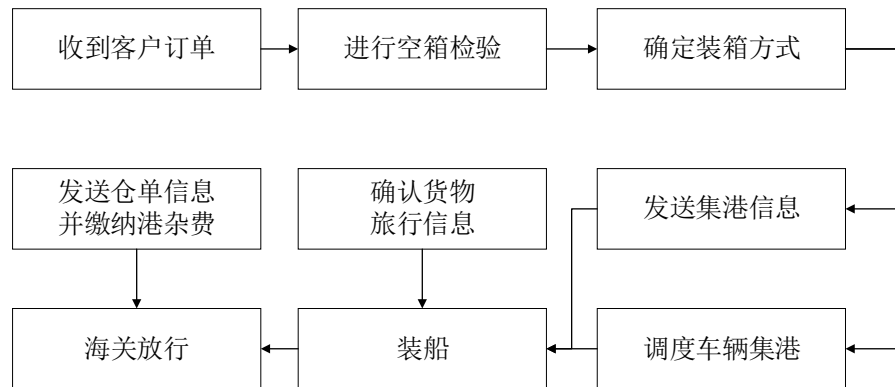 收到客户订单
进行空箱检验
确定装箱方式
发送仓单信息
并缴纳港杂费
确认货物
旅行信息
发送集港信息
海关放行
装船
调度车辆集港